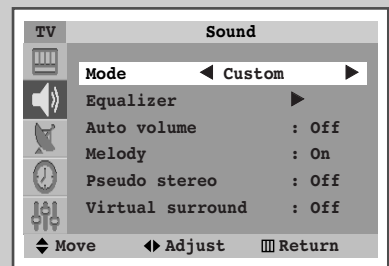 TV Sound
Mode ◀ Custom ▶
Equalizer ▶
Auto volume : Off
Melody : On
Pseudo stereo : Off
Virtual surround : Off
Move Adjust Return